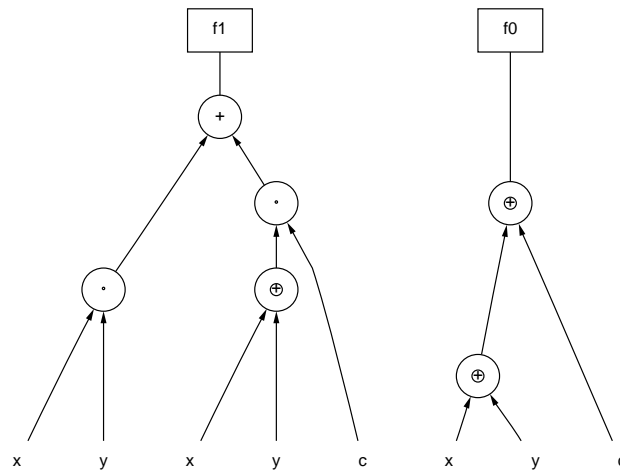 f1 f0
+
· ⊕
· ⊕
⊕
x y x y c x y c